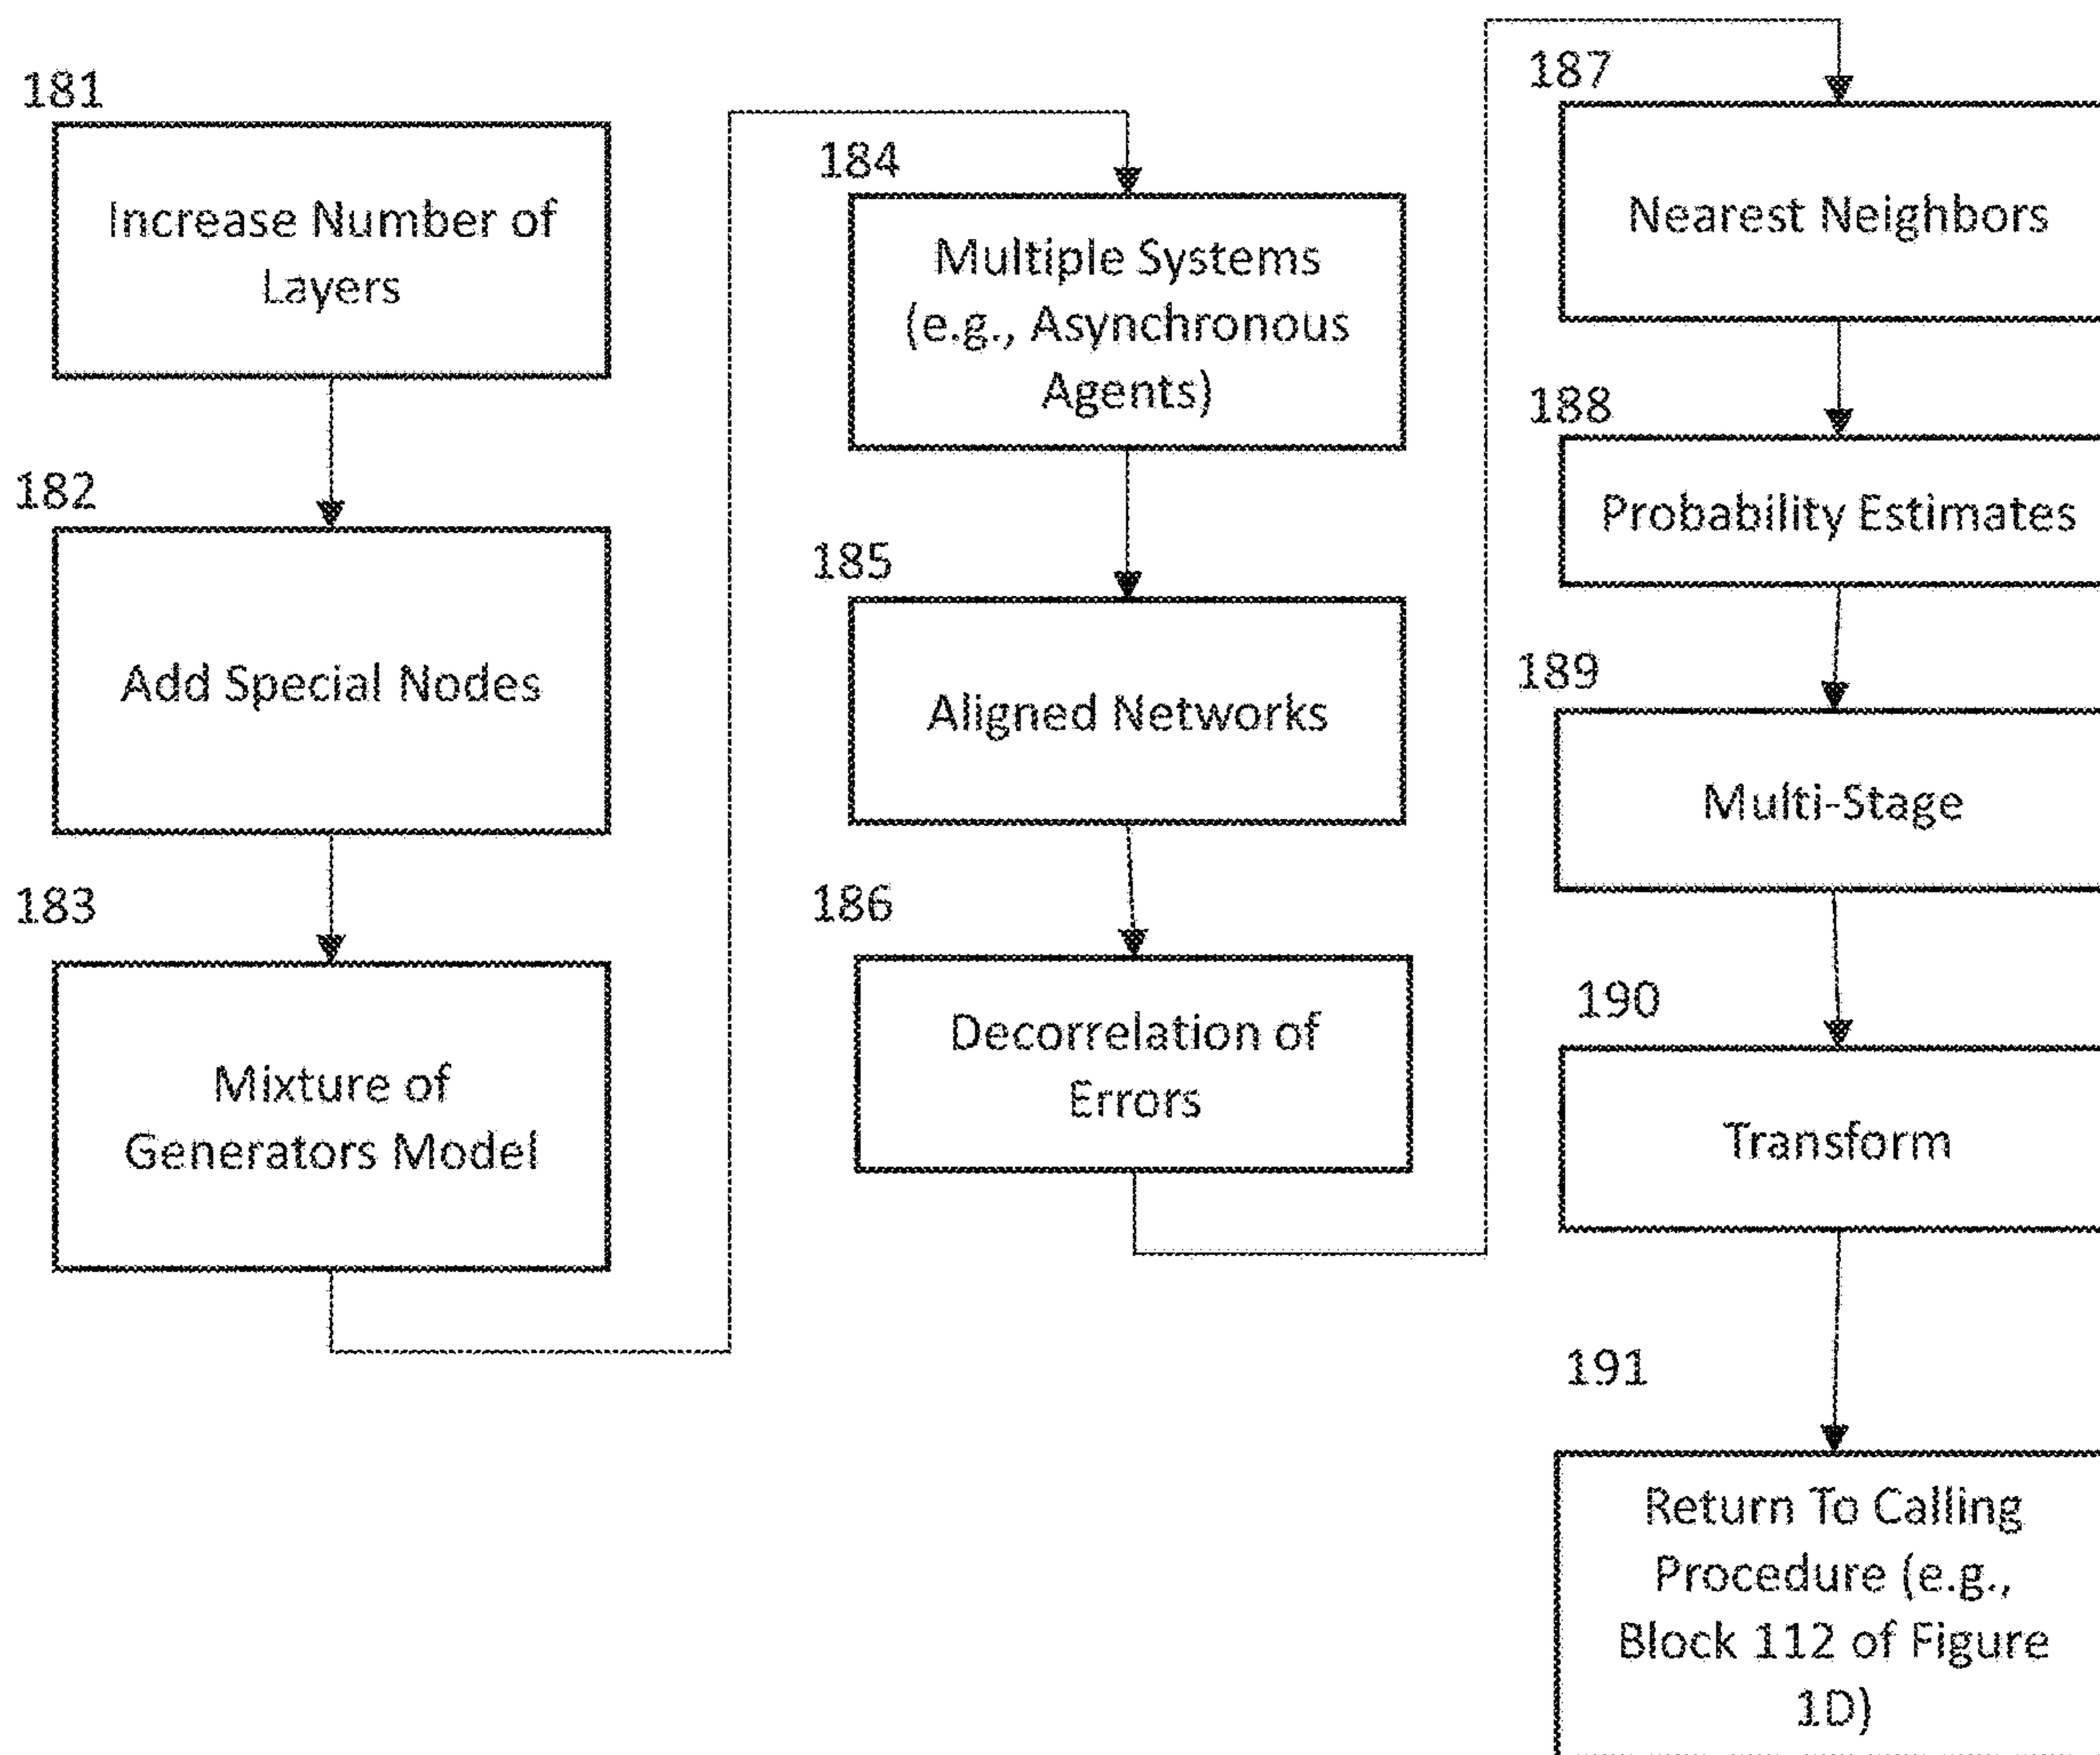 181
Increase Number of
Layers
182
Add Special Nodes
183
Mixture of
Generators Model
184
Multiple Systems
(e.g., Asynchronous
Agents)
185
Aligned Networks
186
Decorrelation of
Errors
187
Nearest Neighbors
188
Probability Estimates
189
Multi-Stage
190
Transform
191
Return To Calling
Procedure (e.g.,
Block 112 of Figure
1D)